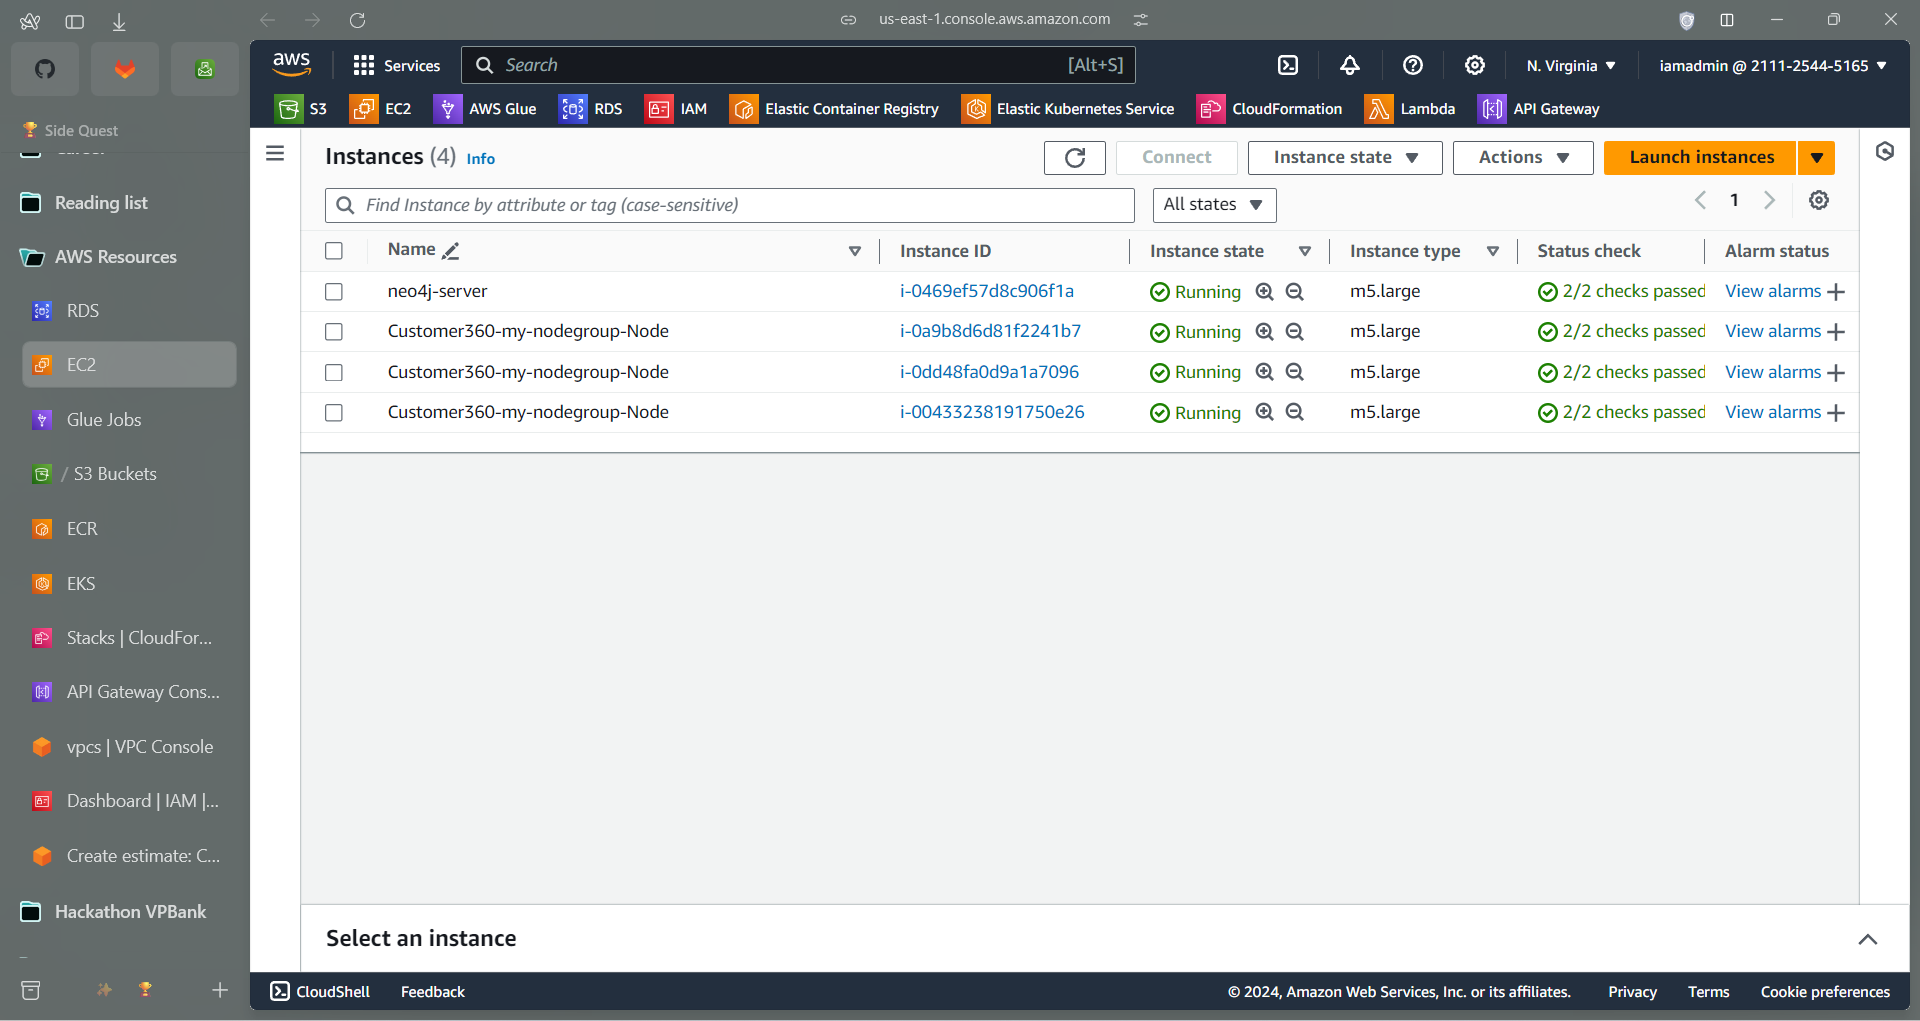 us-east-1.console.aws.amazon.com
aws
Services
Search
[Alt+S]
N. Virginia
iamadmin @ 2111-2544-5165
S3
EC2
AWS Glue
RDS
IAM
Elastic Container Registry
Elastic Kubernetes Service
CloudFormation
Lambda
API Gateway
Side Quest
Reading list
AWS Resources
RDS
EC2
Glue Jobs
/ S3 Buckets
ECR
EKS
Stacks | CloudFor...
API Gateway Cons...
vpcs | VPC Console
Dashboard | IAM |...
Create estimate: C...
Hackathon VPBank
Instances (4) Info
Connect
Instance state
Actions
Launch instances
Find Instance by attribute or tag (case-sensitive)
All states
1
Name Instance ID Instance state Instance type Status check Alarm status
neo4j-server i-0469ef57d8c906f1a Running m5.large 2/2 checks passed View alarms
Customer360-my-nodegroup-Node i-0a9b8d6d81f2241b7 Running m5.large 2/2 checks passed View alarms
Customer360-my-nodegroup-Node i-0dd48fa0d9a1a7096 Running m5.large 2/2 checks passed View alarms
Customer360-my-nodegroup-Node i-00433238191750e26 Running m5.large 2/2 checks passed View alarms
Select an instance
CloudShell
Feedback
© 2024, Amazon Web Services, Inc. or its affiliates.
Privacy
Terms
Cookie preferences